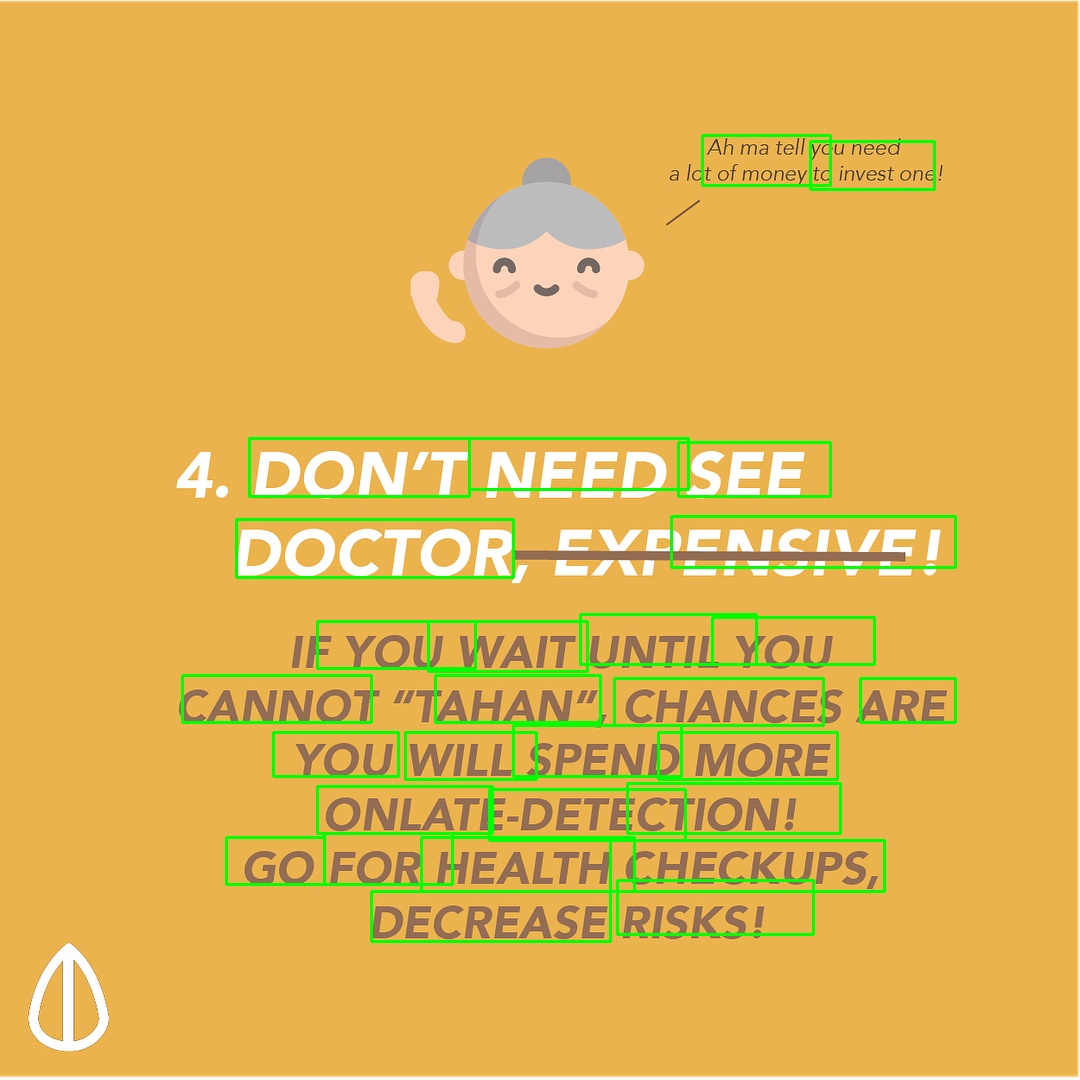 Ah ma tell you need
a lot of money to invest one!
4. DON’T NEED SEE
DOCTOR, EXPENSIVE!
IF YOU WAIT UNTIL YOU
CANNOT “TAHAN”, CHANCES ARE
YOU WILL SPEND MORE
ONLATE-DETECTION!
GO FOR HEALTH CHECKUPS,
DECREASE RISKS!